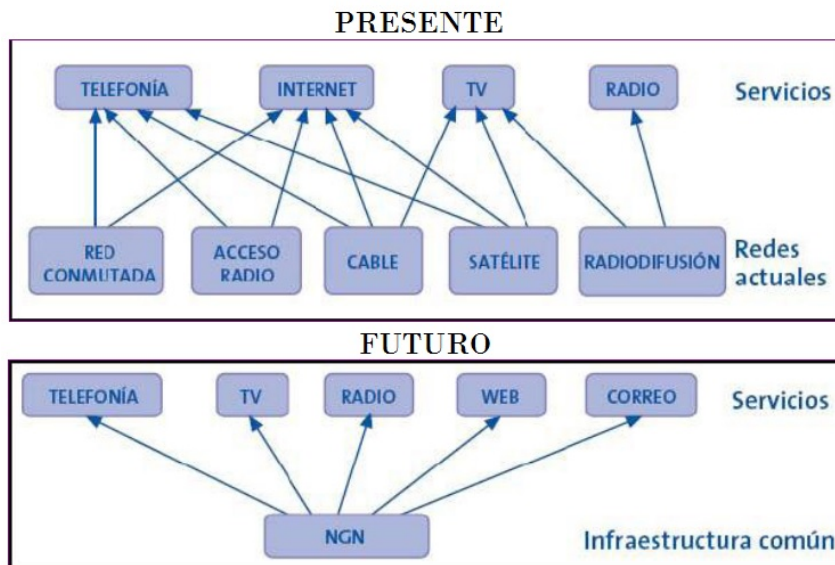 PRESENTE
TELEFONÍA INTERNET TV RADIO Servicios
RED CONMUTADA ACCESO RADIO CABLE SATÉLITE RADIODIFUSIÓN Redes actuales
FUTURO
TELEFONÍA TV RADIO WEB CORREO Servicios
NGN Infraestructura común